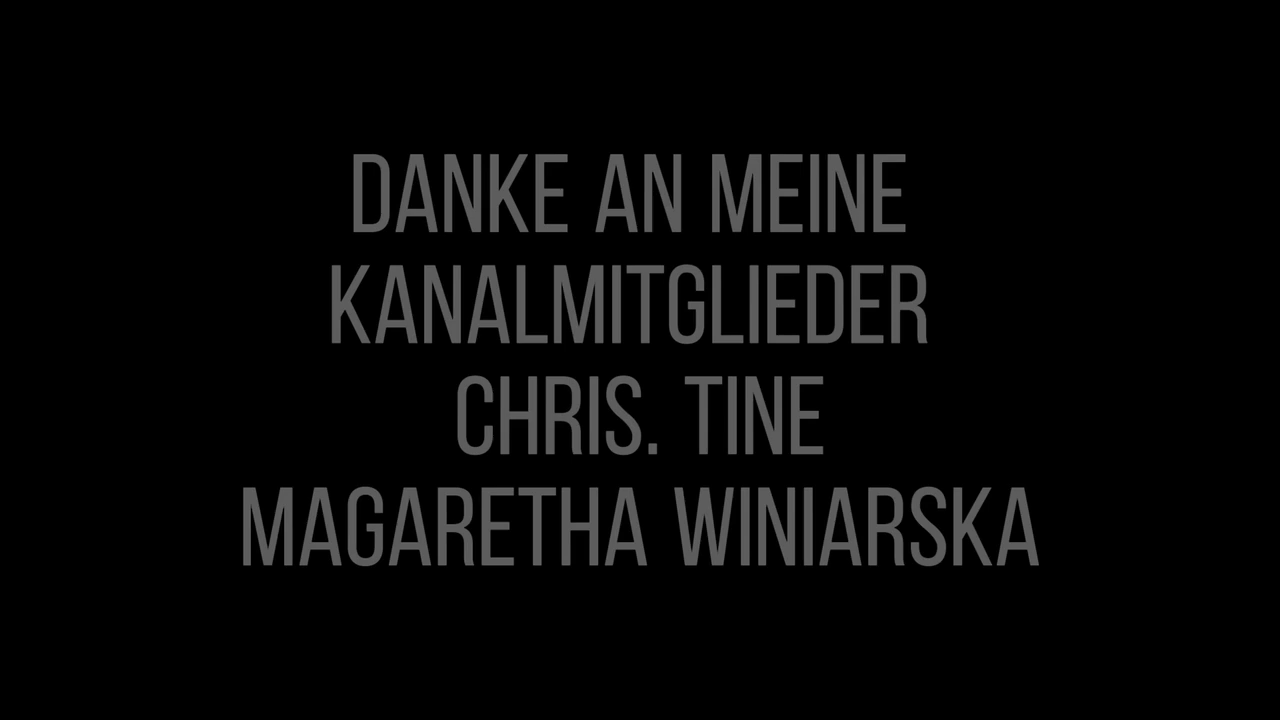 DANKE AN MEINE
KANALMITGLIEDER
CHRIS. TINE
MAGARETHA WINIARSKA